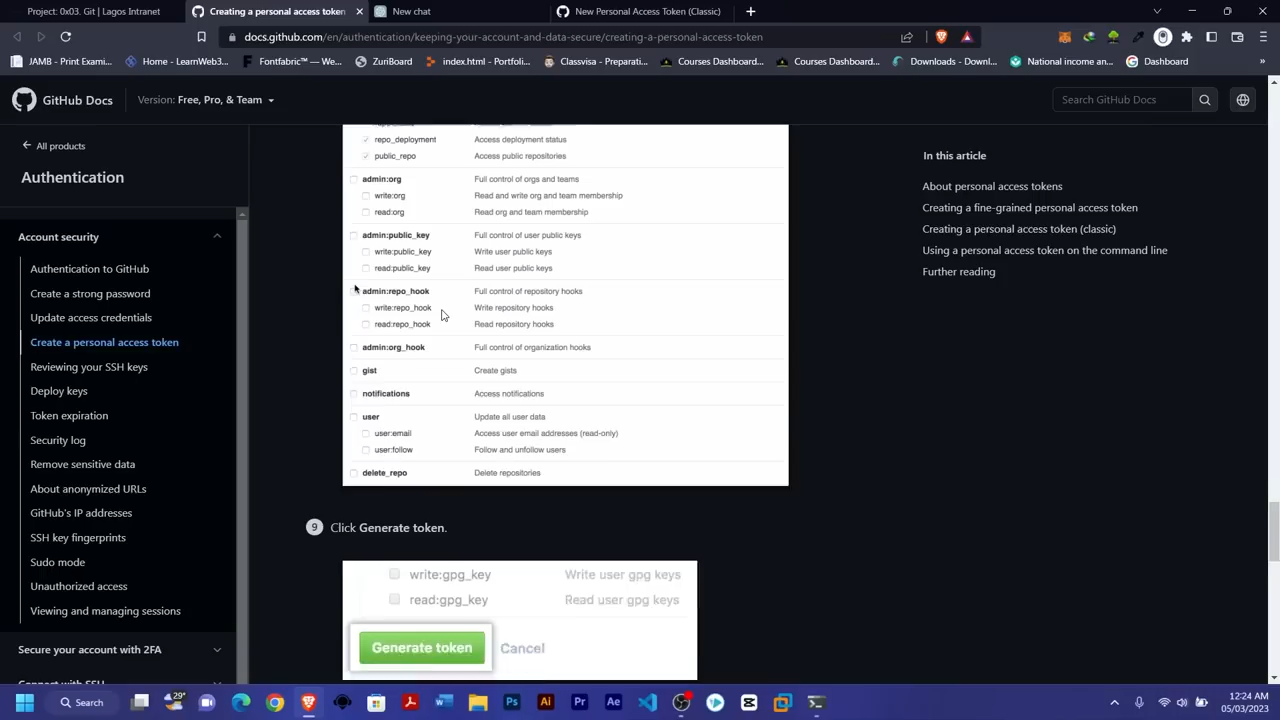 Project: 0x03. Git | Lagos Intranet
Creating a personal access token
New chat
New Personal Access Token (Classic)
docs.github.com/en/authentication/keeping-your-account-and-data-secure/creating-a-personal-access-token
JAMB - Print Exami...
Home - LearnWeb3...
Fontfabric™ — We...
ZuriBoard
index.html - Portfoli...
Classvisa - Preparati...
Courses Dashboard...
Courses Dashboard...
Downloads - Downl...
National income an...
Dashboard
»
GitHub Docs
Version: Free, Pro, & Team
Search GitHub Docs
All products
Authentication
Account security
Authentication to GitHub
Create a strong password
Update access credentials
Create a personal access token
Reviewing your SSH keys
Deploy keys
Token expiration
Security log
Remove sensitive data
About anonymized URLs
GitHub's IP addresses
SSH key fingerprints
Sudo mode
Unauthorized access
Viewing and managing sessions
Secure your account with 2FA
Connect with SSH
repo_deployment Access deployment status
public_repo Access public repositories
admin:org Full control of orgs and teams
write:org Read and write org and team membership
read:org Read org and team membership
admin:public_key Full control of user public keys
write:public_key Write user public keys
read:public_key Read user public keys
admin:repo_hook Full control of repository hooks
write:repo_hook Write repository hooks
read:repo_hook Read repository hooks
admin:org_hook Full control of organization hooks
gist Create gists
notifications Access notifications
user Update all user data
user:email Access user email addresses (read-only)
user:follow Follow and unfollow users
delete_repo Delete repositories
9 Click Generate token.
write:gpg_key Write user gpg keys
read:gpg_key Read user gpg keys
Generate token Cancel
In this article
About personal access tokens
Creating a fine-grained personal access token
Creating a personal access token (classic)
Using a personal access token on the command line
Further reading
Search
29°
12:24 AM
05/03/2023